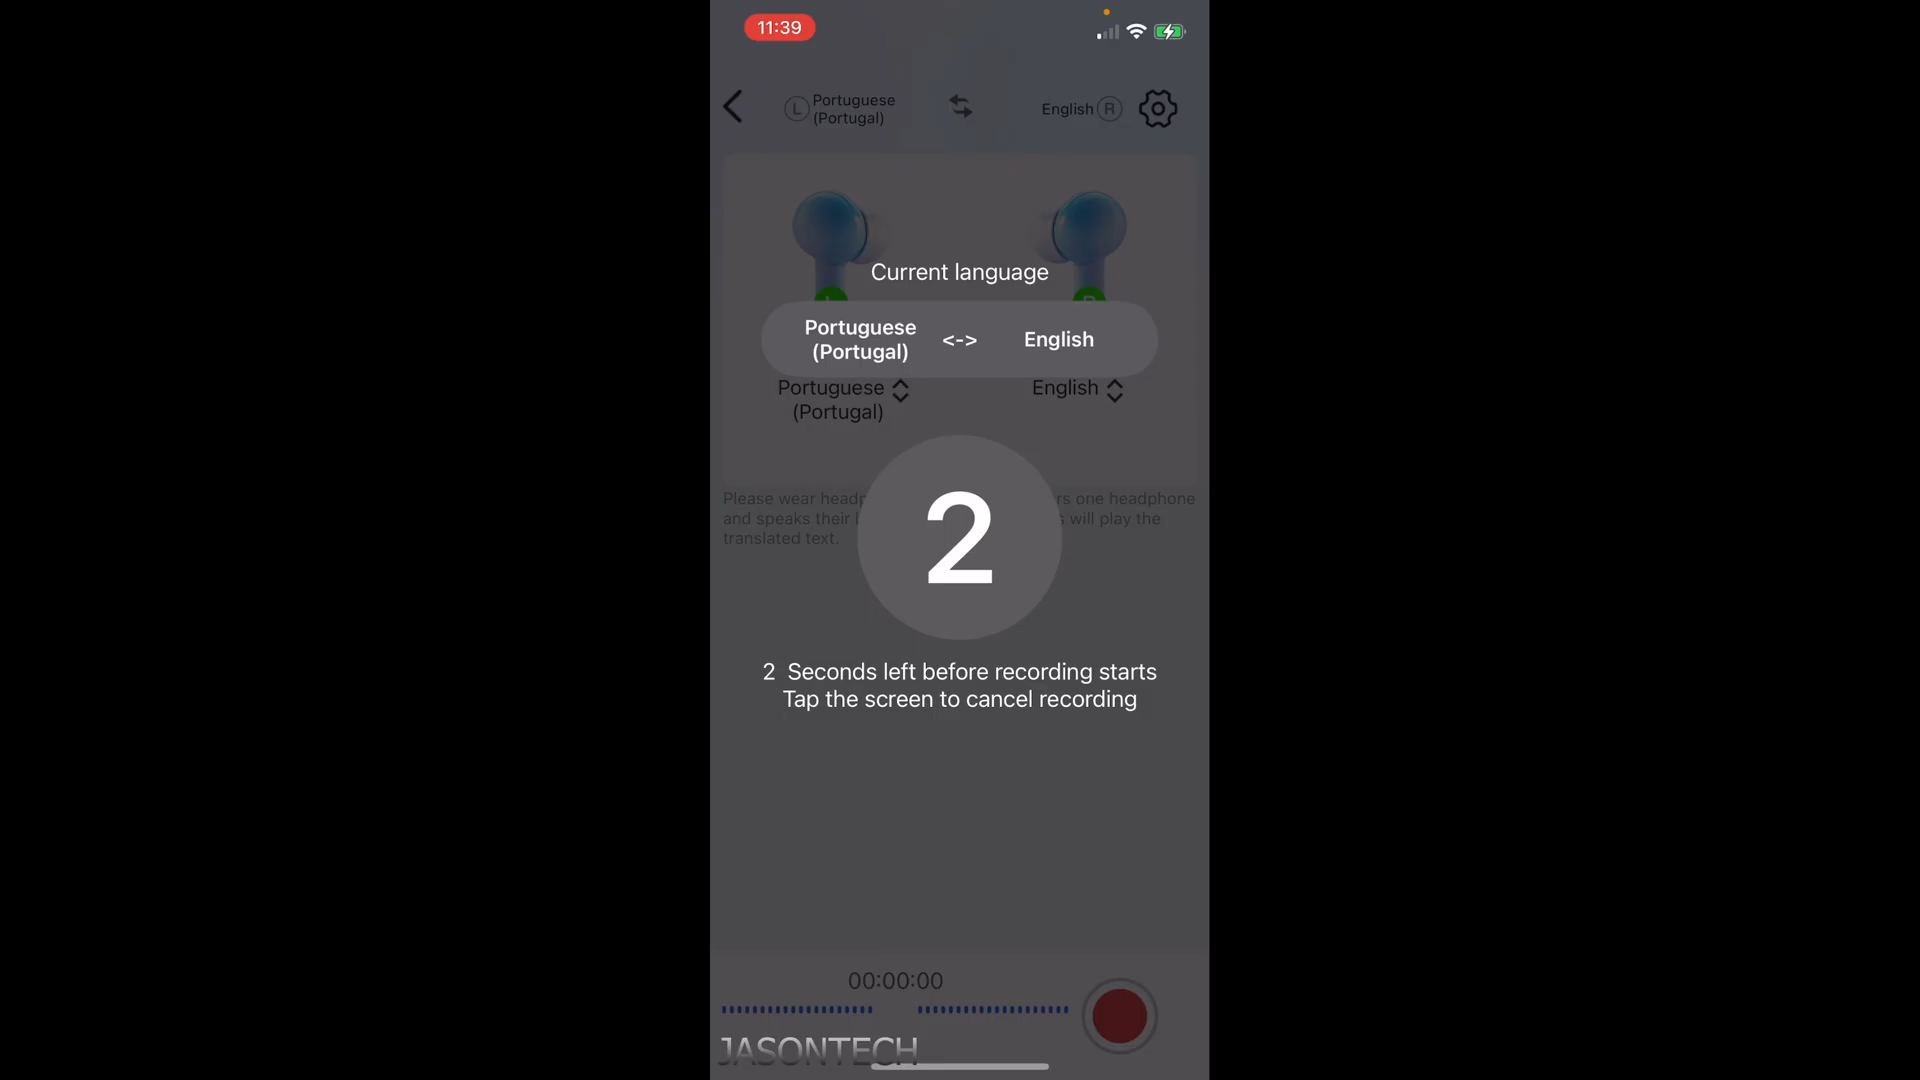 11:39
L Portuguese
(Portugal)
English R
Current language
Portuguese
(Portugal)
<->
English
Portuguese
(Portugal)
English
Please wear rs one headphone
and speaks their will play the
translated text.
2
2 Seconds left before recording starts
Tap the screen to cancel recording
00:00:00
JASONTECH